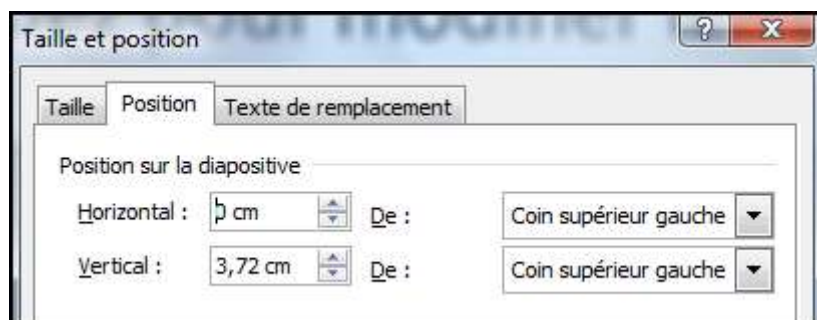 Taille et position
Taille Position Texte de remplacement
Position sur la diapositive
Horizontal : 0 cm De : Coin supérieur gauche
Vertical : 3,72 cm De : Coin supérieur gauche